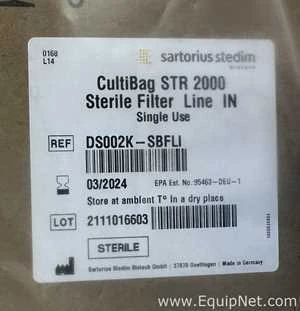 0168
L14
sartorius stedim
CultiBag STR 2000
Sterile Filter Line IN
Single Use
REF DS002K-SBFLI
03/2024 EPA Est. No. 95463-DEU-1
Store at ambient T° In a dry place
LOT 2111016603
STERILE
Sartorius Stedim Biotech GmbH | 37079 Goettingen | Made in Germany
www.EquipNet.com